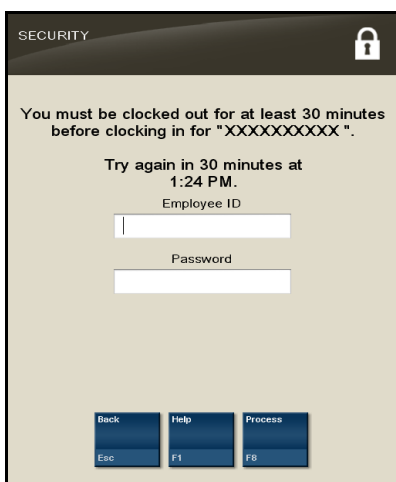 SECURITY
You must be clocked out for at least 30 minutes
before clocking in for "XXXXXXXXXX ".
Try again in 30 minutes at
1:24 PM.
Employee ID
Password
Back Help Process
Esc F1 F8